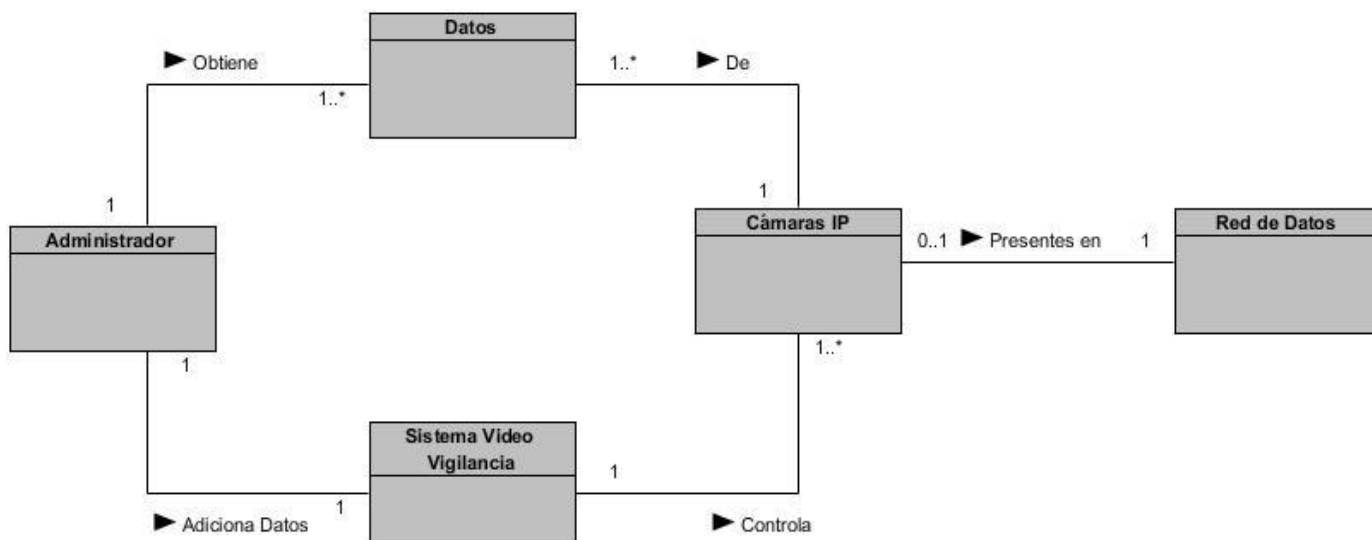 Datos
► Obtiene
1..*
1..*
► De
1
1
Administrador
Cámaras IP
0..1 ► Presentes en 1
Red de Datos
1
1..*
Sistema Video
Vigilancia
1
1
► Adiciona Datos
► Controla